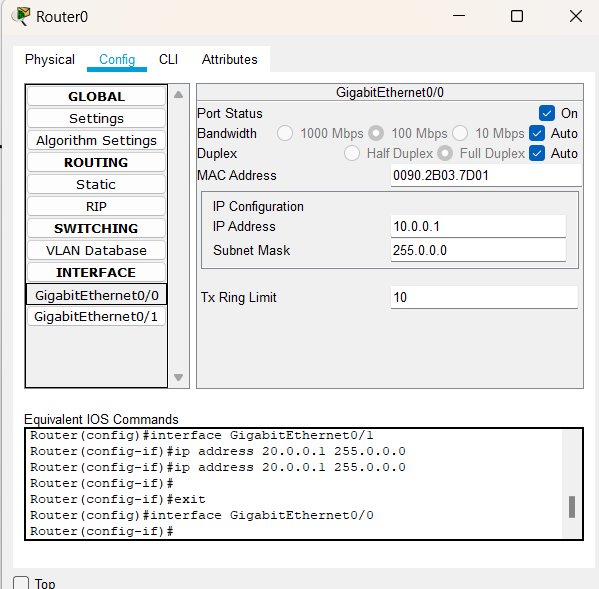 Router0
Physical Config CLI Attributes
GLOBAL
Settings
Algorithm Settings
ROUTING
Static
RIP
SWITCHING
VLAN Database
INTERFACE
GigabitEthernet0/0
GigabitEthernet0/1
GigabitEthernet0/0
Port Status On
Bandwidth 1000 Mbps 100 Mbps 10 Mbps Auto
Duplex Half Duplex Full Duplex Auto
MAC Address 0090.2B03.7D01
IP Configuration
IP Address 10.0.0.1
Subnet Mask 255.0.0.0
Tx Ring Limit 10
Equivalent IOS Commands
Router(config)#interface GigabitEthernet0/1
Router(config-if)#ip address 20.0.0.1 255.0.0.0
Router(config-if)#ip address 20.0.0.1 255.0.0.0
Router(config-if)#
Router(config-if)#exit
Router(config)#interface GigabitEthernet0/0
Router(config-if)#
Top